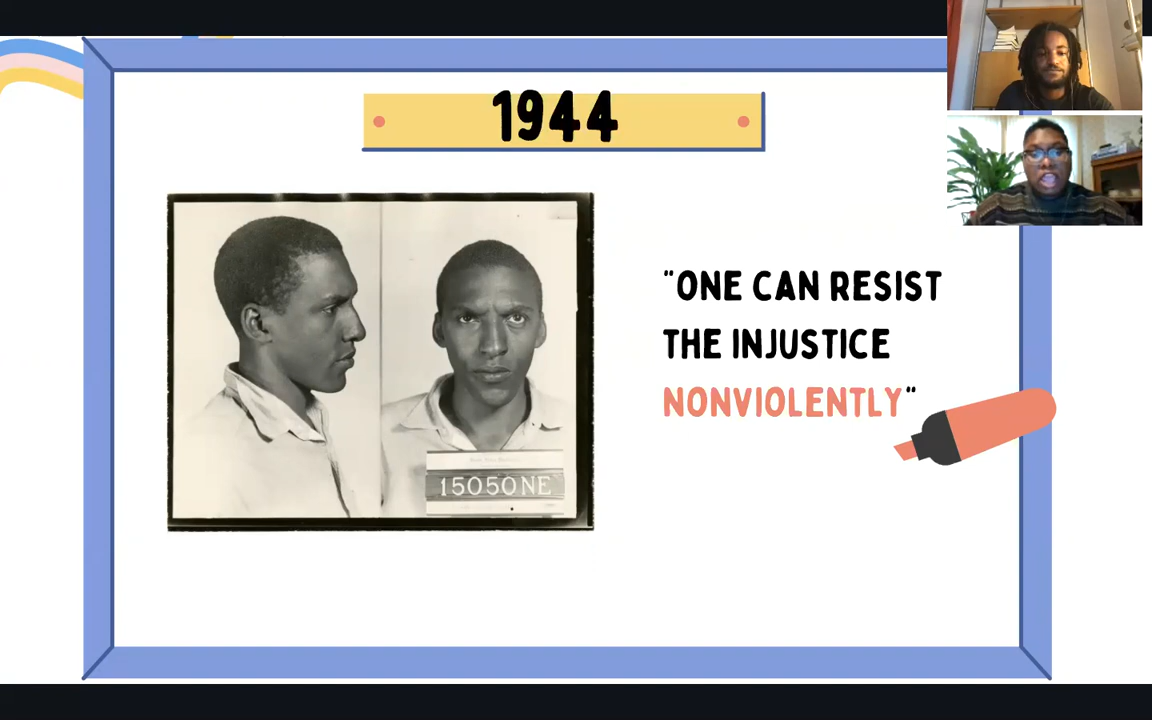 1944
"ONE CAN RESIST
THE INJUSTICE
NONVIOLENTLY"
15050NE